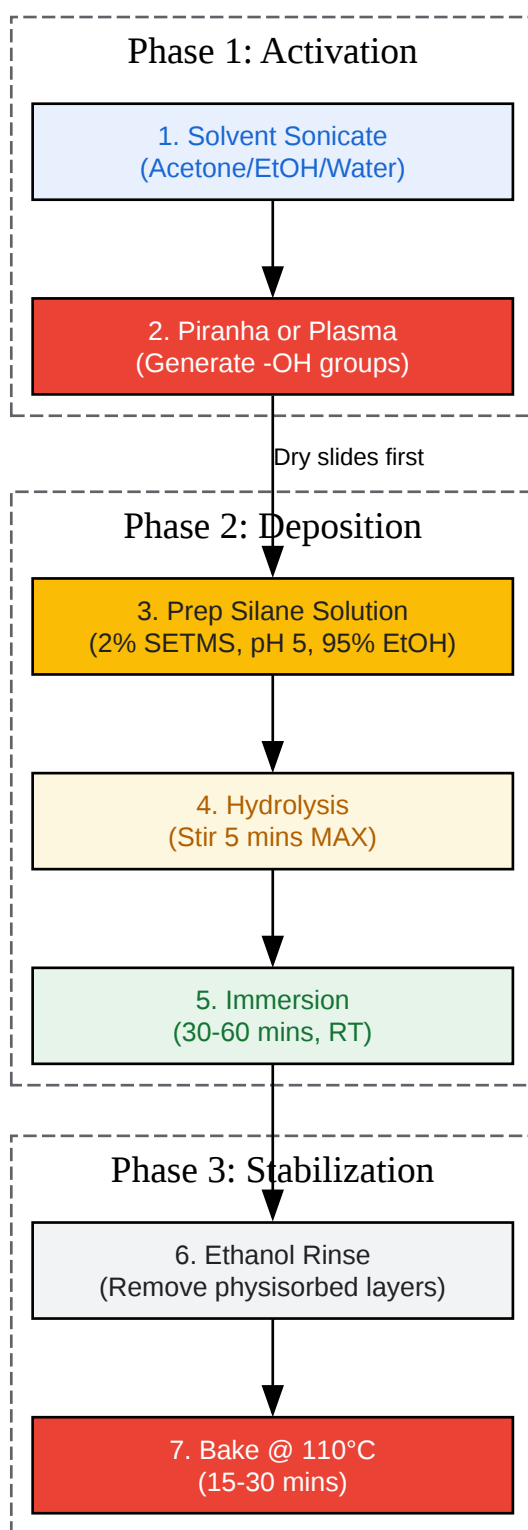 Phase 1: Activation
1. Solvent Sonicate
(Acetone/EtOH/Water)
2. Piranha or Plasma
(Generate -OH groups)
Dry slides first
Phase 2: Deposition
3. Prep Silane Solution
(2% SETMS, pH 5, 95% EtOH)
4. Hydrolysis
(Stir 5 mins MAX)
5. Immersion
(30-60 mins, RT)
Phase 3: Stabilization
6. Ethanol Rinse
(Remove physisorbed layers)
7. Bake @ 110°C
(15-30 mins)